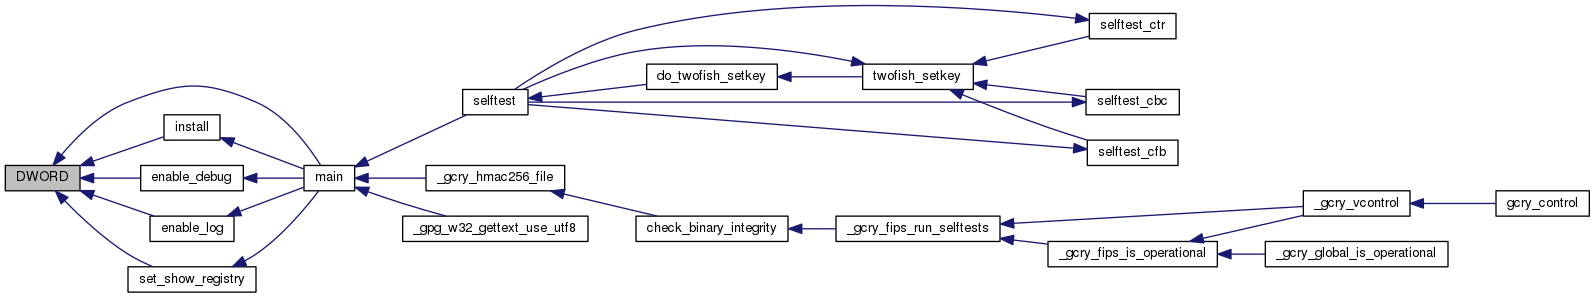 selftest_ctr
do_twofish_setkey
twofish_setkey
selftest
selftest_cbc
install
selftest_cfb
DWORD
enable_debug
main
_gcry_hmac256_file
_gcry_vcontrol
gcry_control
enable_log
_gpg_w32_gettext_use_utf8
check_binary_integrity
_gcry_fips_run_selftests
_gcry_fips_is_operational
_gcry_global_is_operational
set_show_registry